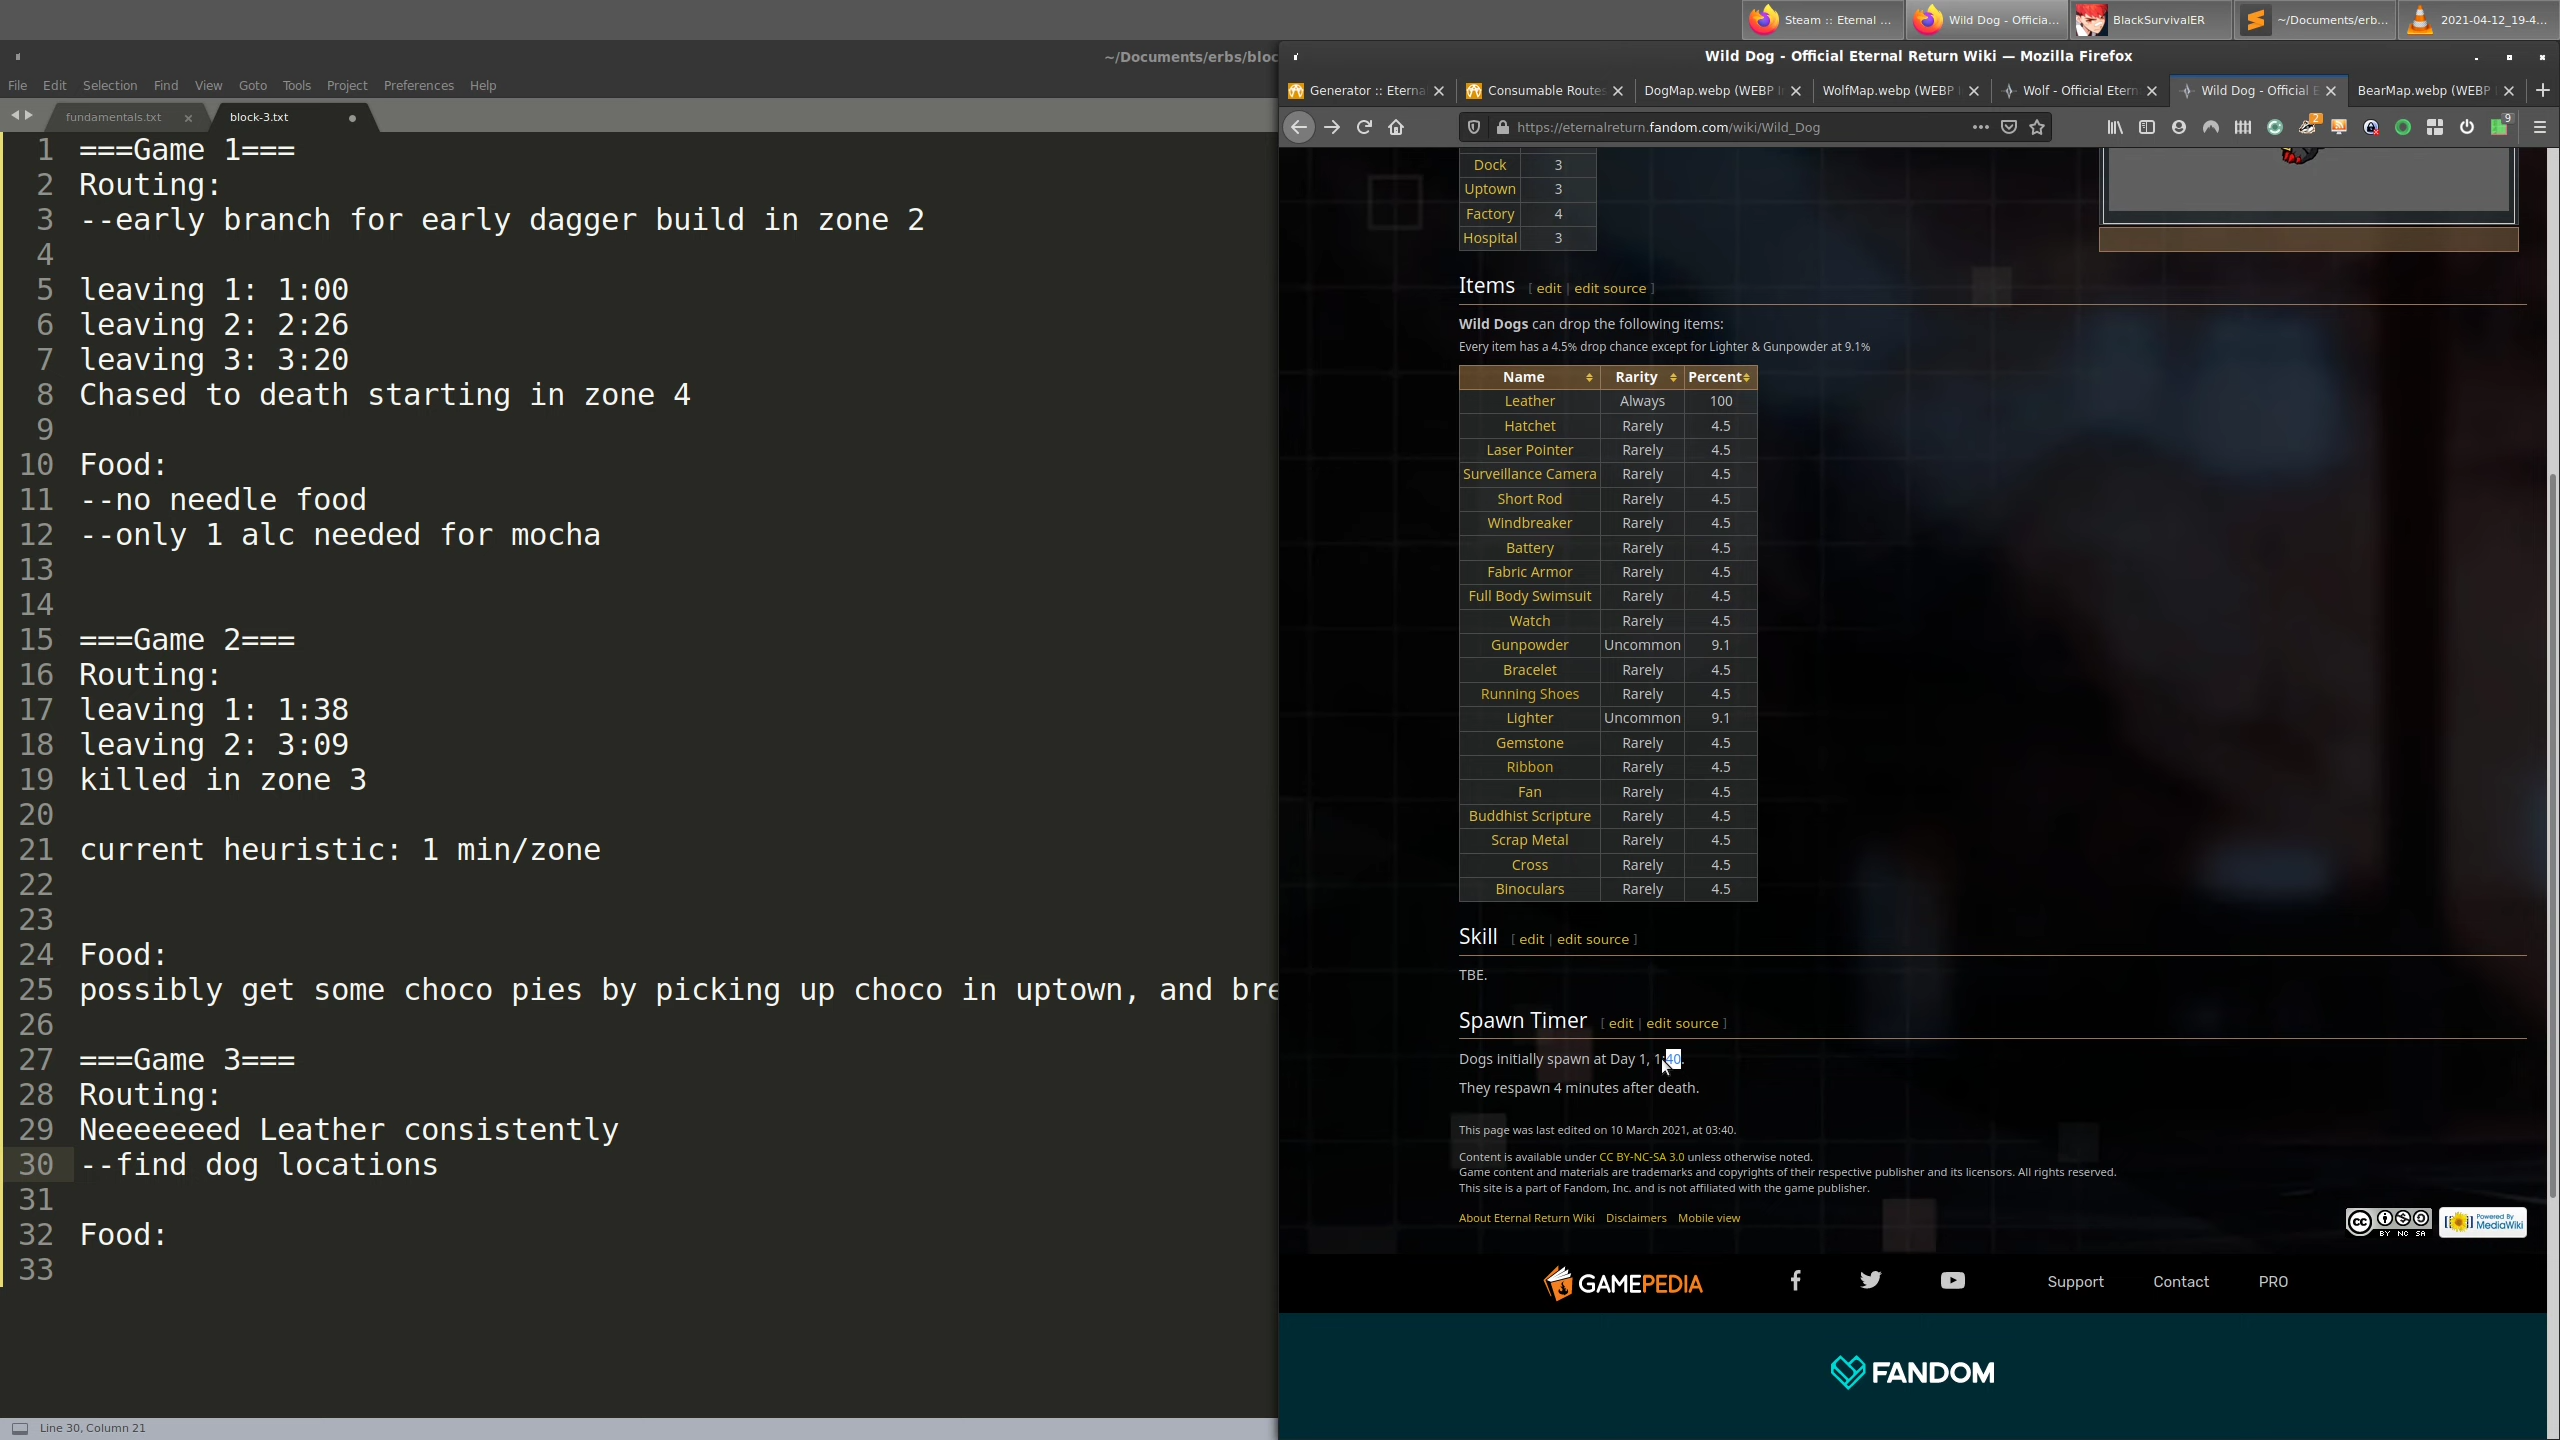 Steam :: Eternal ...
Wild Dog - Officia...
BlackSurvivalER
~/Documents/erb...
2021-04-12_19-4...
~/Documents/erbs/bloc
File Edit Selection Find View Goto Tools Project Preferences Help
fundamentals.txt
block-3.txt
1 ===Game 1===
2 Routing:
3 --early branch for early dagger build in zone 2
4
5 leaving 1: 1:00
6 leaving 2: 2:26
7 leaving 3: 3:20
8 Chased to death starting in zone 4
9
10 Food:
11 --no needle food
12 --only 1 alc needed for mocha
13
14
15 ===Game 2===
16 Routing:
17 leaving 1: 1:38
18 leaving 2: 3:09
19 killed in zone 3
20
21 current heuristic: 1 min/zone
22
23
24 Food:
25 possibly get some choco pies by picking up choco in uptown, and bre
26
27 ===Game 3===
28 Routing:
29 Neeeeeeed Leather consistently
30 --find dog locations
31
32 Food:
33
Line 30, Column 21
Wild Dog - Official Eternal Return Wiki — Mozilla Firefox
Generator :: Eterna
Consumable Routes
DogMap.webp (WEBP I
WolfMap.webp (WEBP
Wolf - Official Etern
Wild Dog - Official E
BearMap.webp (WEBP
https://eternalreturn.fandom.com/wiki/Wild_Dog
2
9
Dock 3
Uptown 3
Factory 4
Hospital 3
Items [ edit | edit source ]
Wild Dogs can drop the following items:
Every item has a 4.5% drop chance except for Lighter & Gunpowder at 9.1%
Name Rarity Percent
Leather Always 100
Hatchet Rarely 4.5
Laser Pointer Rarely 4.5
Surveillance Camera Rarely 4.5
Short Rod Rarely 4.5
Windbreaker Rarely 4.5
Battery Rarely 4.5
Fabric Armor Rarely 4.5
Full Body Swimsuit Rarely 4.5
Watch Rarely 4.5
Gunpowder Uncommon 9.1
Bracelet Rarely 4.5
Running Shoes Rarely 4.5
Lighter Uncommon 9.1
Gemstone Rarely 4.5
Ribbon Rarely 4.5
Fan Rarely 4.5
Buddhist Scripture Rarely 4.5
Scrap Metal Rarely 4.5
Cross Rarely 4.5
Binoculars Rarely 4.5
Skill [ edit | edit source ]
TBE.
Spawn Timer [ edit | edit source ]
Dogs initially spawn at Day 1, 1:40.
They respawn 4 minutes after death.
This page was last edited on 10 March 2021, at 03:40.
Content is available under CC BY-NC-SA 3.0 unless otherwise noted.
Game content and materials are trademarks and copyrights of their respective publisher and its licensors. All rights reserved.
This site is a part of Fandom, Inc. and is not affiliated with the game publisher.
About Eternal Return Wiki Disclaimers Mobile view
cc BY NC SA
Powered By MediaWiki
GAMEPEDIA
Support Contact PRO
FANDOM